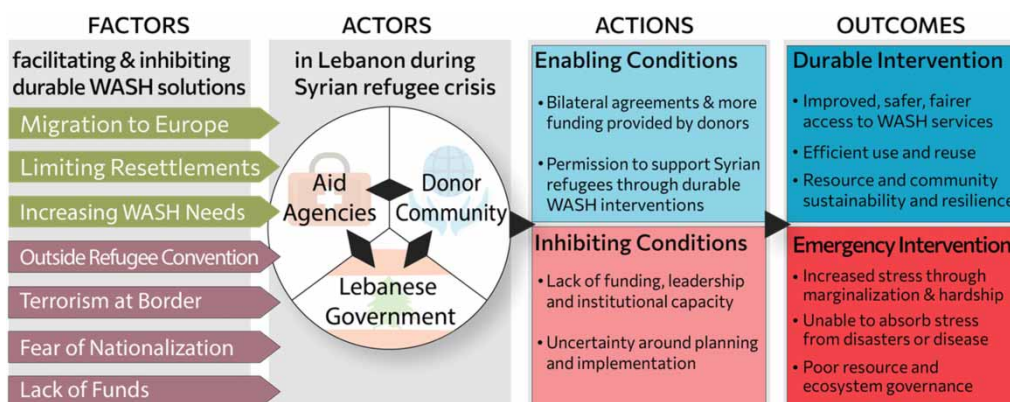 FACTORS
facilitating & inhibiting
durable WASH solutions
Migration to Europe
Limiting Resettlements
Increasing WASH Needs
Outside Refugee Convention
Terrorism at Border
Fear of Nationalization
Lack of Funds
ACTORS
in Lebanon during
Syrian refugee crisis
Aid
Agencies
Donor
Community
Lebanese
Government
ACTIONS
Enabling Conditions
• Bilateral agreements & more
funding provided by donors
• Permission to support Syrian
refugees through durable
WASH interventions
Inhibiting Conditions
• Lack of funding, leadership
and institutional capacity
• Uncertainty around planning
and implementation
OUTCOMES
Durable Intervention
• Improved, safer, fairer
access to WASH services
• Efficient use and reuse
• Resource and community
sustainability and resilience
Emergency Intervention
• Increased stress through
marginalization & hardship
• Unable to absorb stress
from disasters or disease
• Poor resource and
ecosystem governance